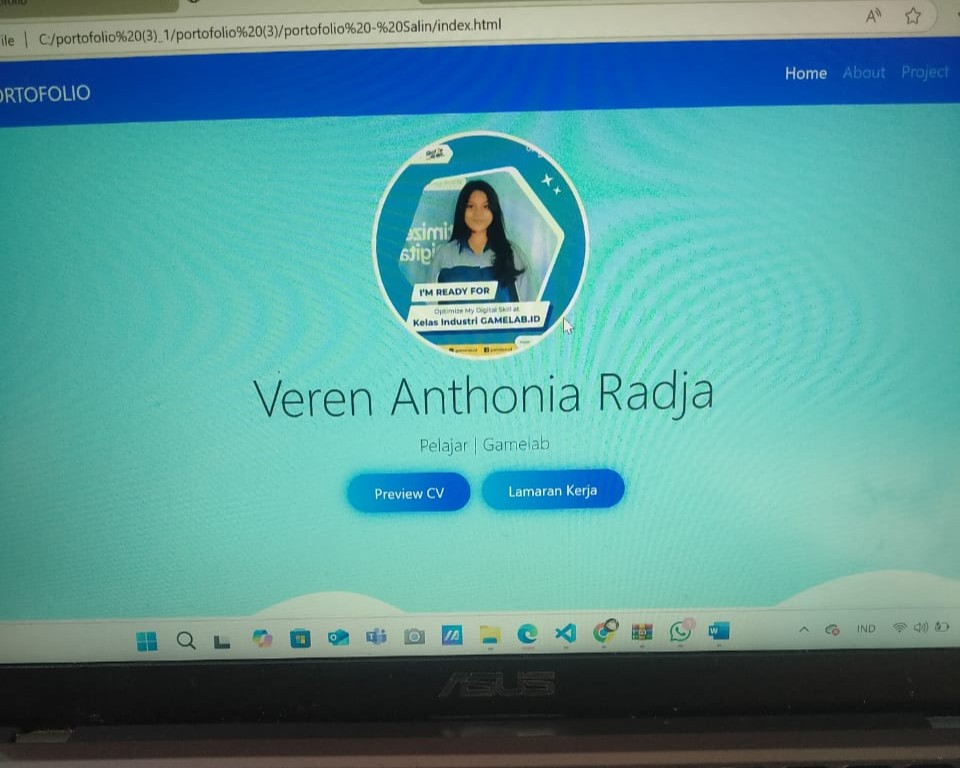 ile | C:/portofolio%20(3)_1/portofolio%20(3)/portofolio%20-%20Salin/index.html
ORTOFOLIO
Home About Project
I'M READY FOR
Optimize My Digital Skill at
Kelas Industri GAMELAB.ID
Veren Anthonia Radja
Pelajar | Gamelab
Preview CV
Lamaran Kerja
IND
ASUS